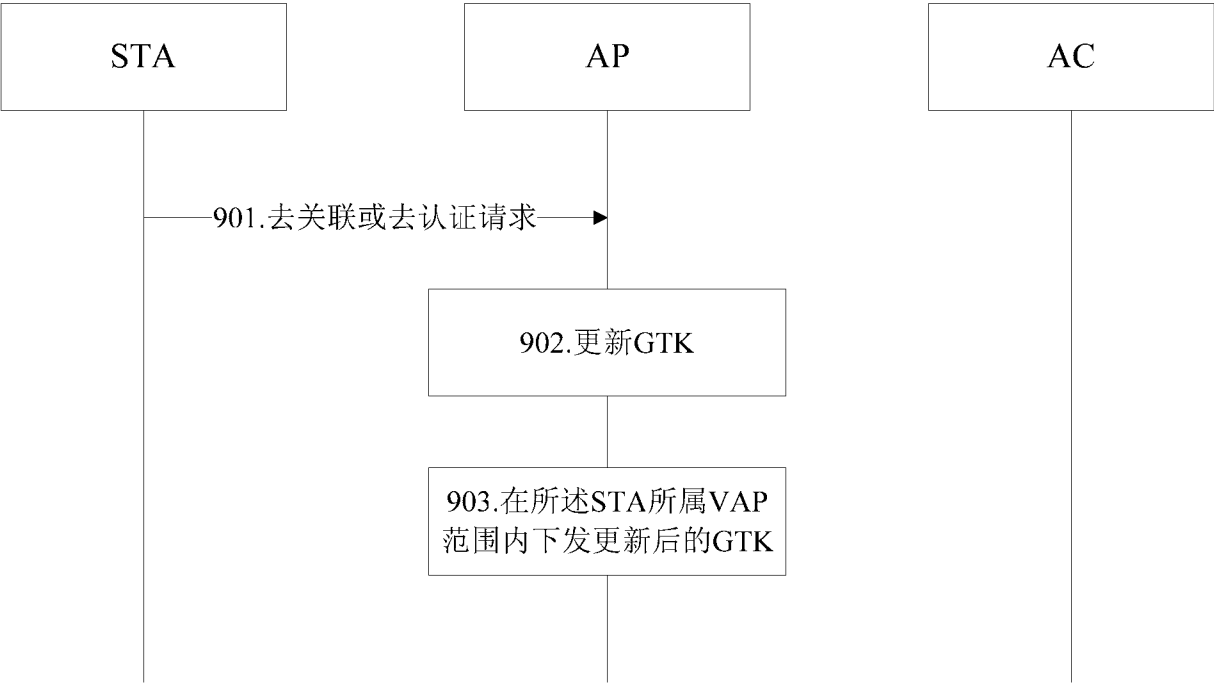 STA
AP
AC
901.去关联或去认证请求
902.更新GTK
903.在所述STA所属VAP
范围内下发更新后的GTK